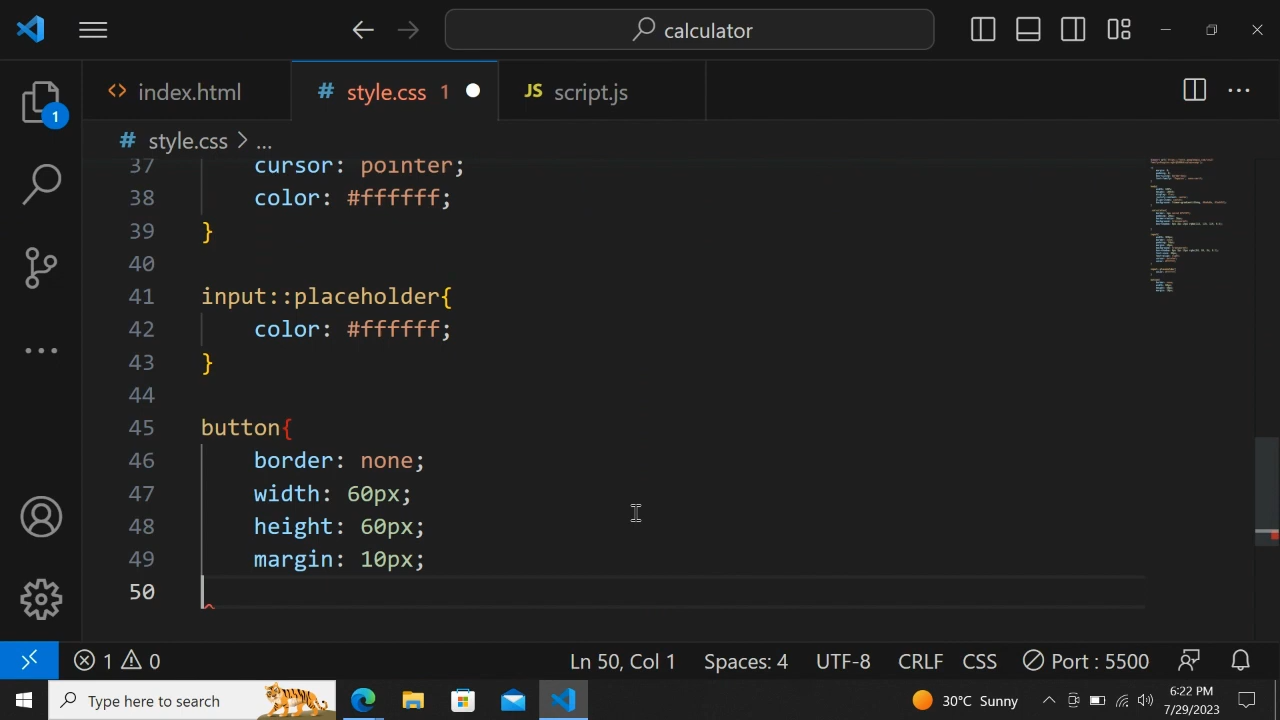 calculator
index.html
# style.css 1
JS script.js
1
# style.css > ...
37 cursor: pointer;
38 color: #ffffff;
39 }
40
41 input::placeholder{
42 color: #ffffff;
43 }
44
45 button{
46 border: none;
47 width: 60px;
48 height: 60px;
49 margin: 10px;
50
1 0 Ln 50, Col 1 Spaces: 4 UTF-8 CRLF CSS Port : 5500
Type here to search 30°C Sunny 6:22 PM
7/29/2023